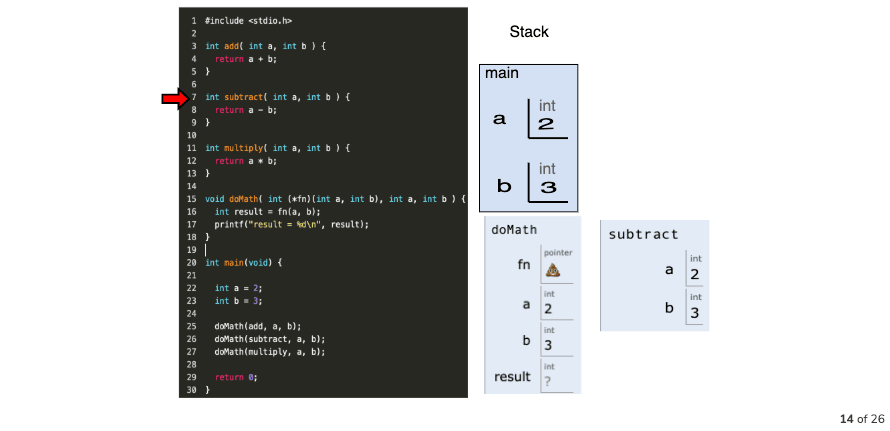 1 #include <stdio.h>
2
3 int add( int a, int b ) {
4   return a + b;
5 }
6
7 int subtract( int a, int b ) {
8   return a - b;
9 }
10
11 int multiply( int a, int b ) {
12   return a * b;
13 }
14
15 void doMath( int (*fn)(int a, int b), int a, int b ) {
16   int result = fn(a, b);
17   printf("result = %d\n", result);
18 }
19
20 int main(void) {
21
22   int a = 2;
23   int b = 3;
24
25   doMath(add, a, b);
26   doMath(subtract, a, b);
27   doMath(multiply, a, b);
28
29   return 0;
30 }
Stack
main
int
a 2
int
b 3
doMath
pointer
fn
int
a 2
int
b 3
int
result ?
subtract
int
a 2
int
b 3
14 of 26